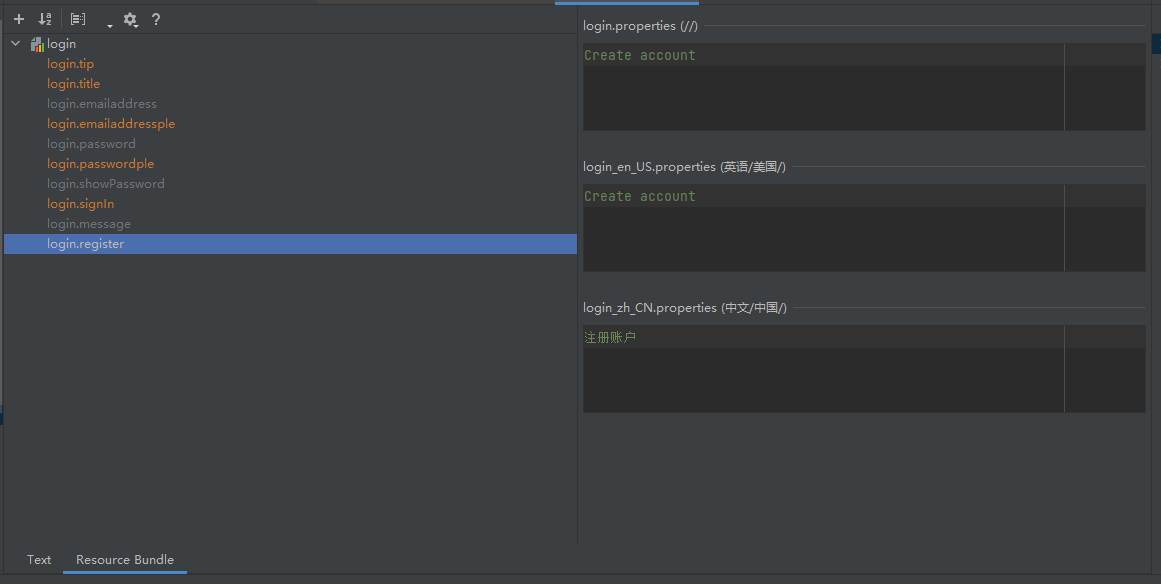 login
login.tip
login.title
login.emailaddress
login.emailaddressple
login.password
login.passwordple
login.showPassword
login.signIn
login.message
login.register
login.properties (//)
Create account
login_en_US.properties (英语/美国/)
Create account
login_zh_CN.properties (中文/中国/)
注册账户
Text
Resource Bundle